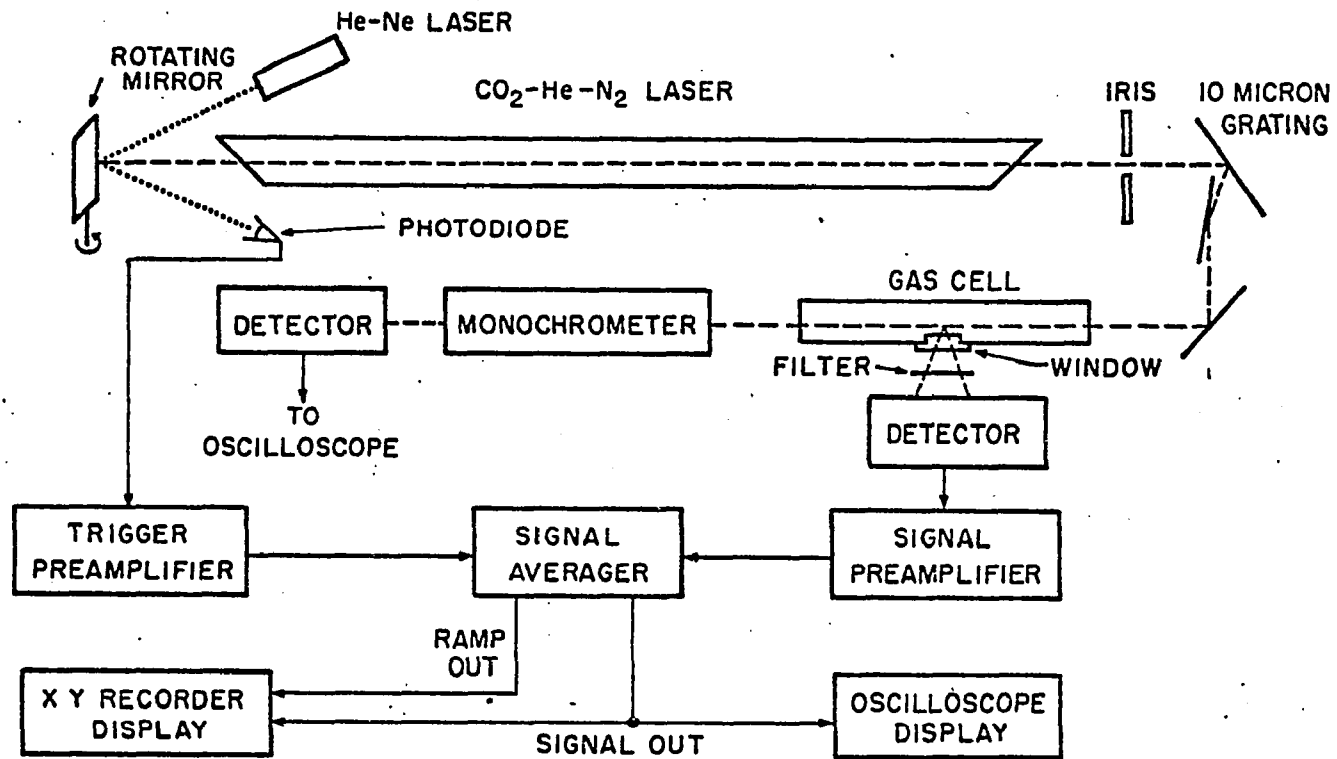 He-Ne LASER
ROTATING
MIRROR
CO₂-He-N₂ LASER
IRIS
10 MICRON
GRATING
PHOTODIODE
GAS CELL
DETECTOR
MONOCHROMETER
FILTER
WINDOW
TO
OSCILLOSCOPE
DETECTOR
TRIGGER
PREAMPLIFIER
SIGNAL
AVERAGER
SIGNAL
PREAMPLIFIER
RAMP
OUT
X Y RECORDER
DISPLAY
SIGNAL OUT
OSCILLOSCOPE
DISPLAY